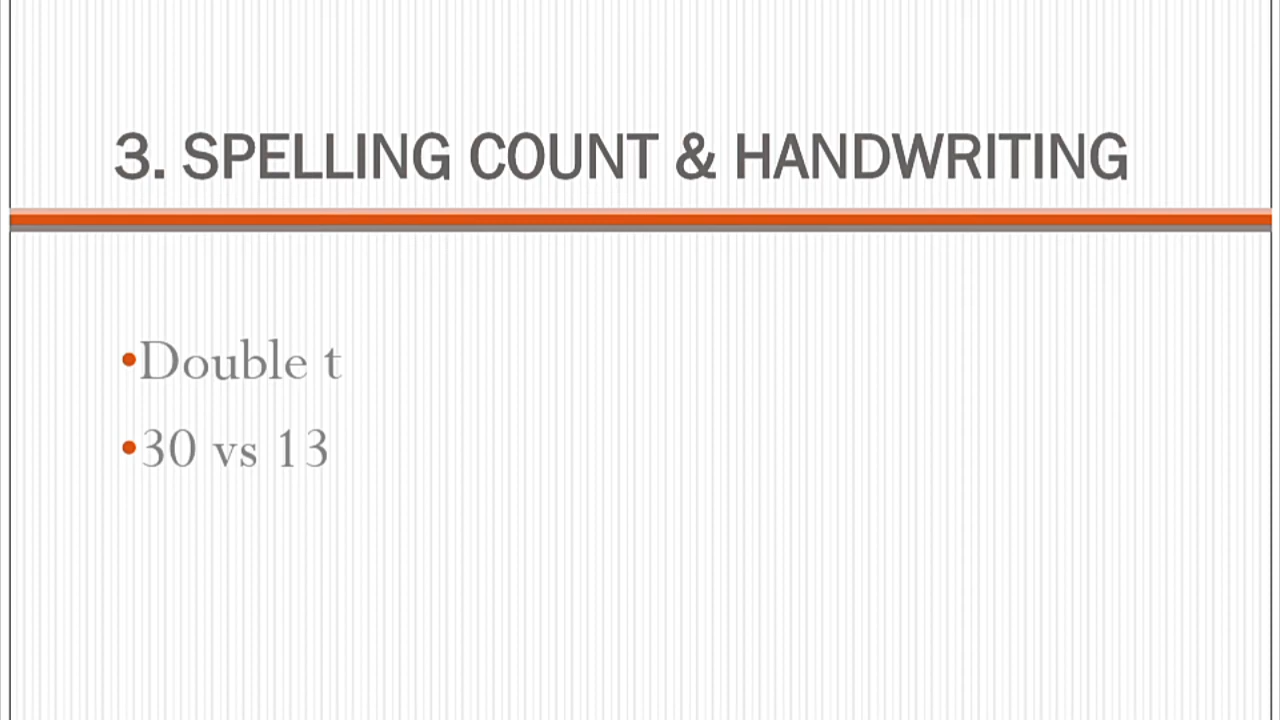 3. SPELLING COUNT & HANDWRITING
•Double t
•30 vs 13